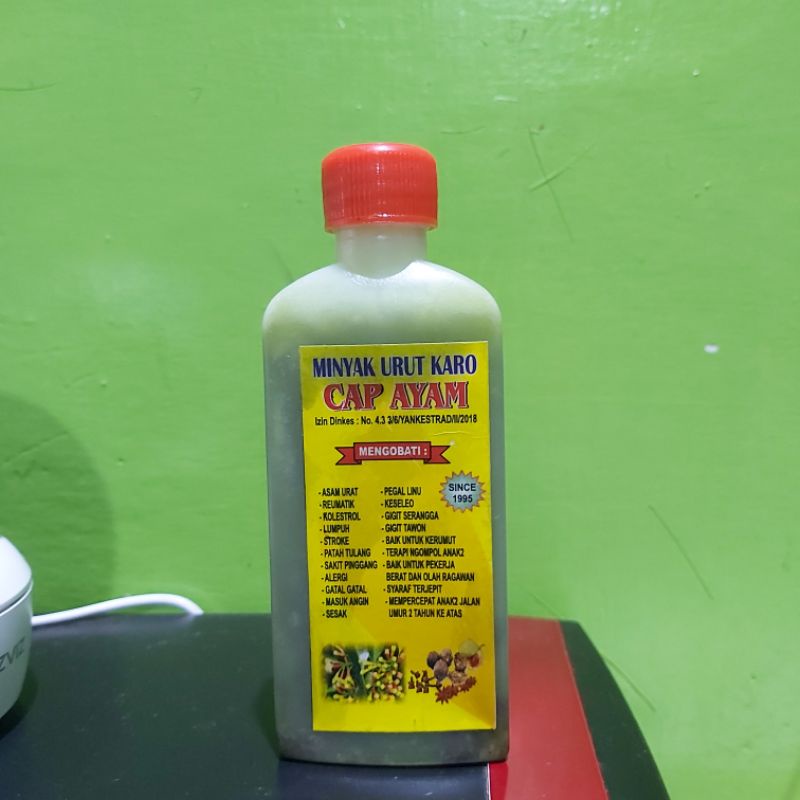 MINYAK URUT KARO
CAP AYAM
Izin Dinkes : No. 4.3 3/6/YANKESTRAD/II/2018
MENGOBATI :
SINCE
1995
- ASAM URAT
- REUMATIK
- KOLESTROL
- LUMPUH
- STROKE
- PATAH TULANG
- SAKIT PINGGANG
- ALERGI
- GATAL GATAL
- MASUK ANGIN
- SESAK
- PEGAL LINU
- KESELEO
- GIGIT SERANGGA
- GIGIT TAWON
- BAIK UNTUK KERUMUT
- TERAPI NGOMPOL ANAK2
- BAIK UNTUK PEKERJA
BERAT DAN OLAH RAGAWAN
- SYARAF TERJEPIT
- MEMPERCEPAT ANAK2 JALAN
UMUR 2 TAHUN KE ATAS
ZVIZ